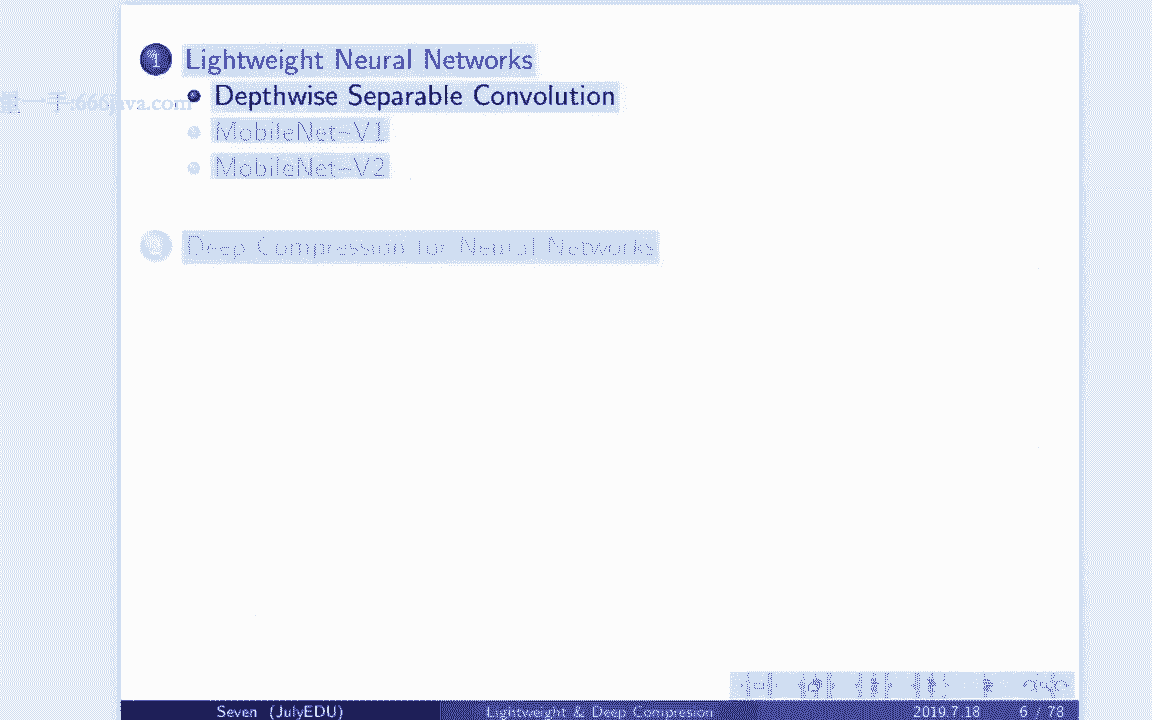 1 Lightweight Neural Networks
Depthwise Separable Convolution
MobileNet-V1
MobileNet-V2
2 Deep Compression for Neural Networks
一手:666java.com
Seven (JulyEDU)
Lightweight & Deep Compresion
2019.7.18
6 / 78